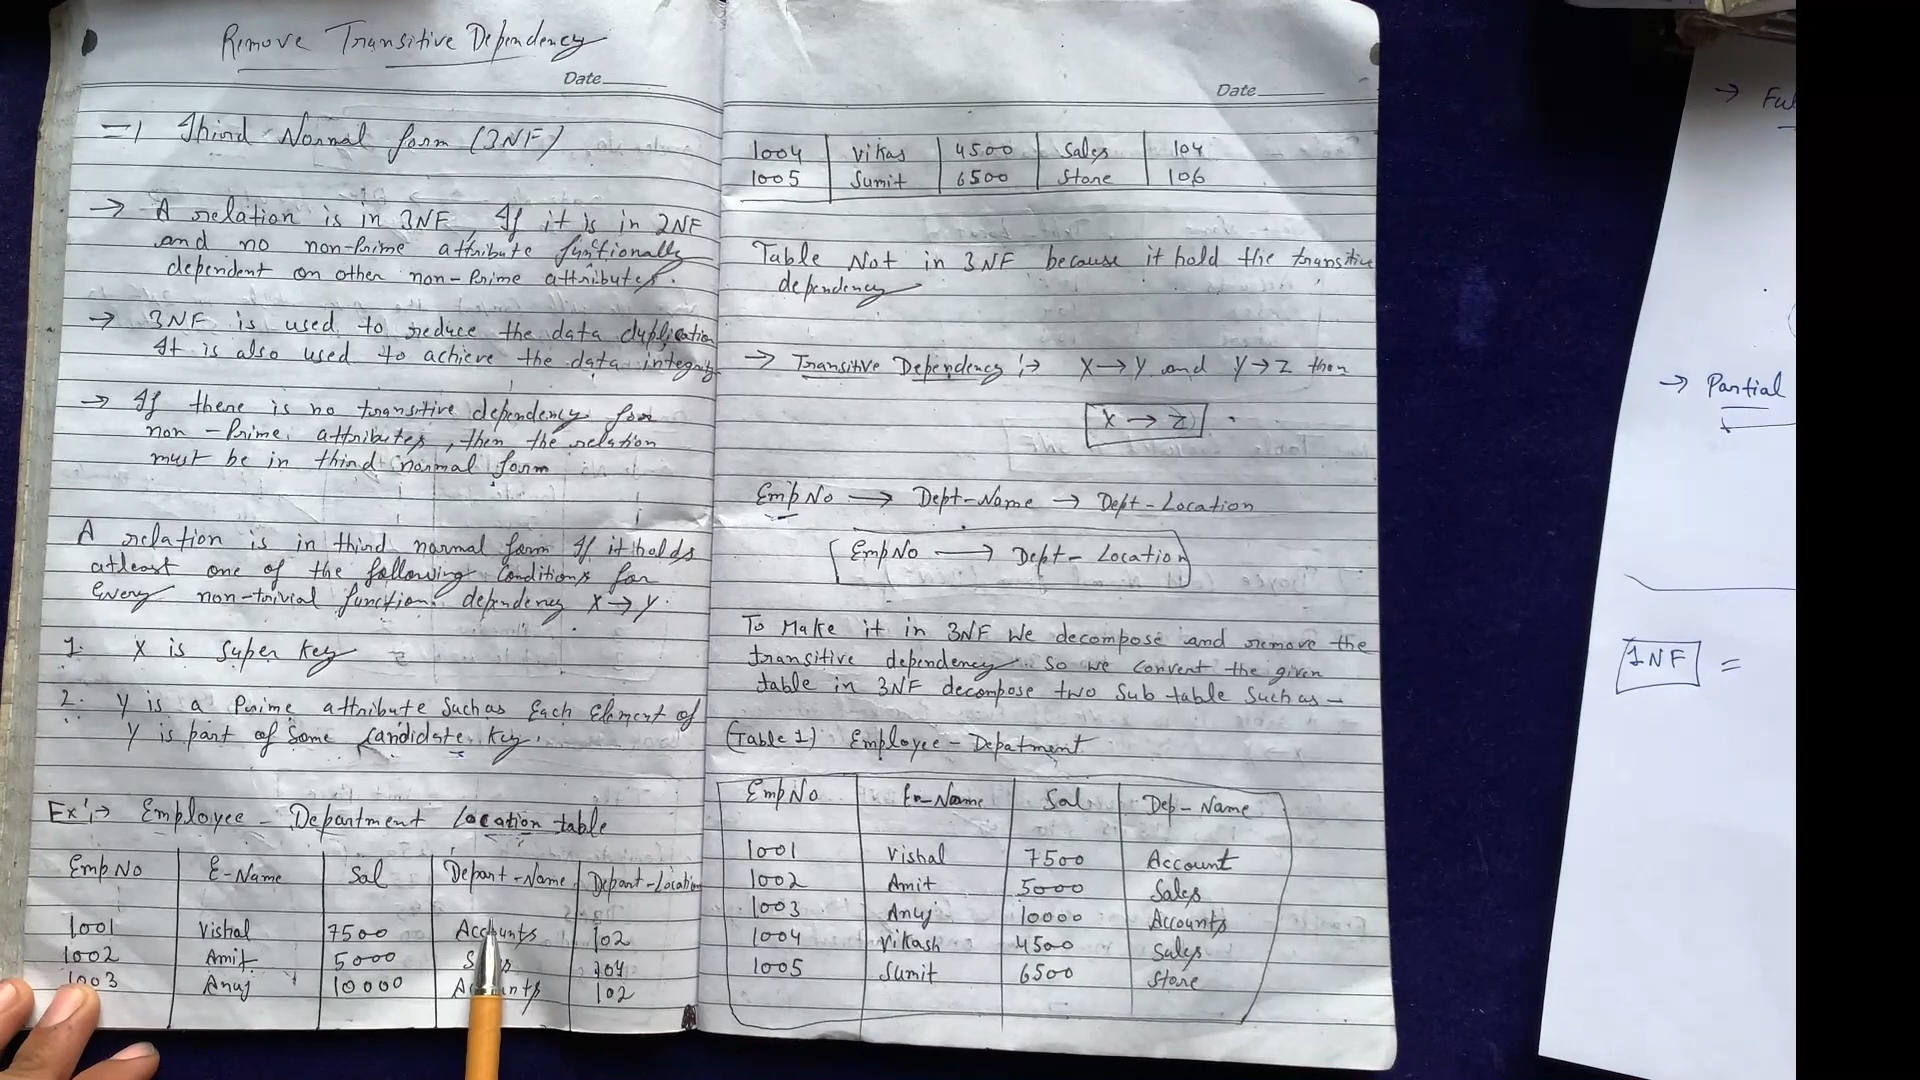 Remove Transitive Dependency
Date
=) Third Normal form (3NF)
→ A relation is in 3NF, If it is in 2NF
and no non-Prime attribute functionally
dependent on other non-Prime attributes.
→ 3NF is used to reduce the data duplication
It is also used to achieve the data integrity
→ If there is no transitive dependency for
non-Prime attributes, then the relation
must be in third normal form
A relation is in third normal form If it holds
atleast one of the following conditions for
Every non-trivial function dependency X→Y.
1. X is Super key
2. Y is a Prime attribute Such as Each Element of
Y is part of Some Candidate key.
Ex:→ Employee - Department Location table
Emp No E-Name Sal Depart-Name Depart-Location
1001 Vishal 7500 Accounts 102
1002 Amit 5000 104
1003 Anuj 10000 102
Date
1004 Vikas 4500 Sales 104
1005 Sumit 6500 Store 106
Table Not in 3NF because it hold the transitive
dependency
→ Transitive Dependency :→ X→Y and Y→Z then
X → Z
Emp No → Dept-Name → Dept-Location
Emp No → Dept-Location
To Make it in 3NF We decompose and remove the
transitive dependency. So we convert the given
table in 3NF decompose two Sub table Such as -
(Table 1) Employee - Depatment
Emp No En-Name Sal Dep-Name
1001 Vishal 7500 Account
1002 Amit 5000 Sales
1003 Anuj 10000 Accounts
1004 Vikash 4500 Sales
1005 Sumit 6500 Store
→
→ Partial
1NF =